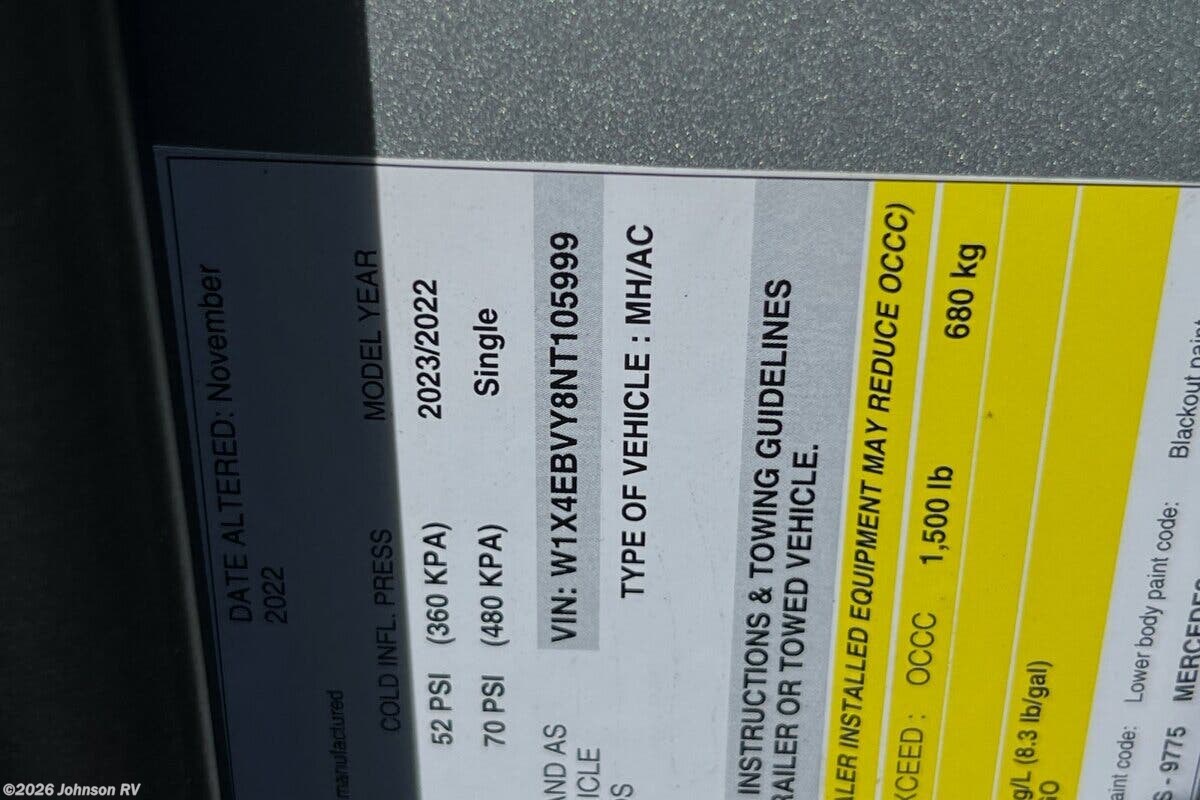 DATE ALTERED: November
2022
manufactured
COLD INFL. PRESS MODEL YEAR
52 PSI (360 KPA) 2023/2022
70 PSI (480 KPA) Single
AND AS VIN: W1X4EBVY8NT105999
ICLE TYPE OF VEHICLE : MH/AC
INSTRUCTIONS & TOWING GUIDELINES
RAILER OR TOWED VEHICLE.
ALER INSTALLED EQUIPMENT MAY REDUCE OCCC)
XCEED : OCCC 1,500 lb 680 kg
g/L (8.3 lb/gal)
aint code: Lower body paint code: Blackout paint
S - 9775 MERCEDES
©2026 Johnson RV